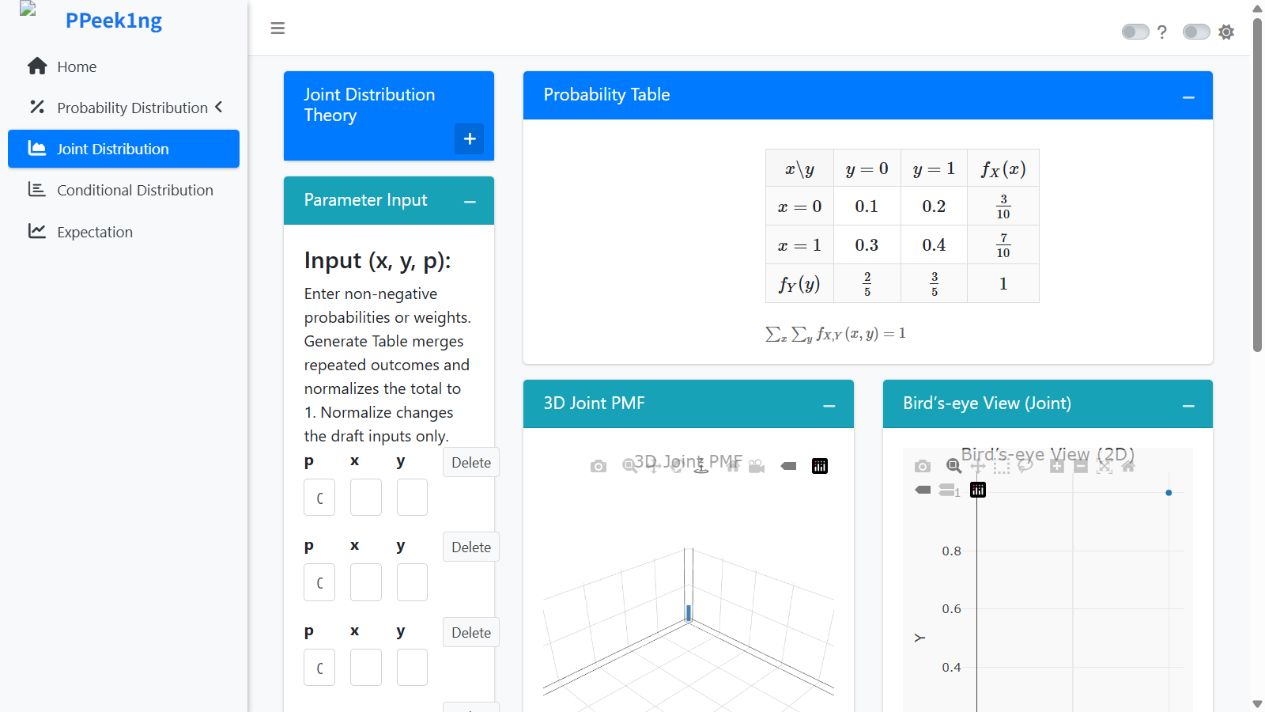 PPeek1ng
Home
Probability Distribution
Joint Distribution
Conditional Distribution
Expectation
?
Joint Distribution
Theory
+
Parameter Input
Input (x, y, p):
Enter non-negative
probabilities or weights.
Generate Table merges
repeated outcomes and
normalizes the total to
1. Normalize changes
the draft inputs only.
p x y Delete
p x y Delete
p x y Delete
Probability Table
x\y y = 0 y = 1 f_X(x)
x = 0 0.1 0.2 3/10
x = 1 0.3 0.4 7/10
f_Y(y) 2/5 3/5 1
∑_x ∑_y f_{X,Y}(x, y) = 1
3D Joint PMF
3D Joint PMF
Bird's-eye View (Joint)
Bird's-eye View (2D)
1
0.8
0.6
0.4
Y